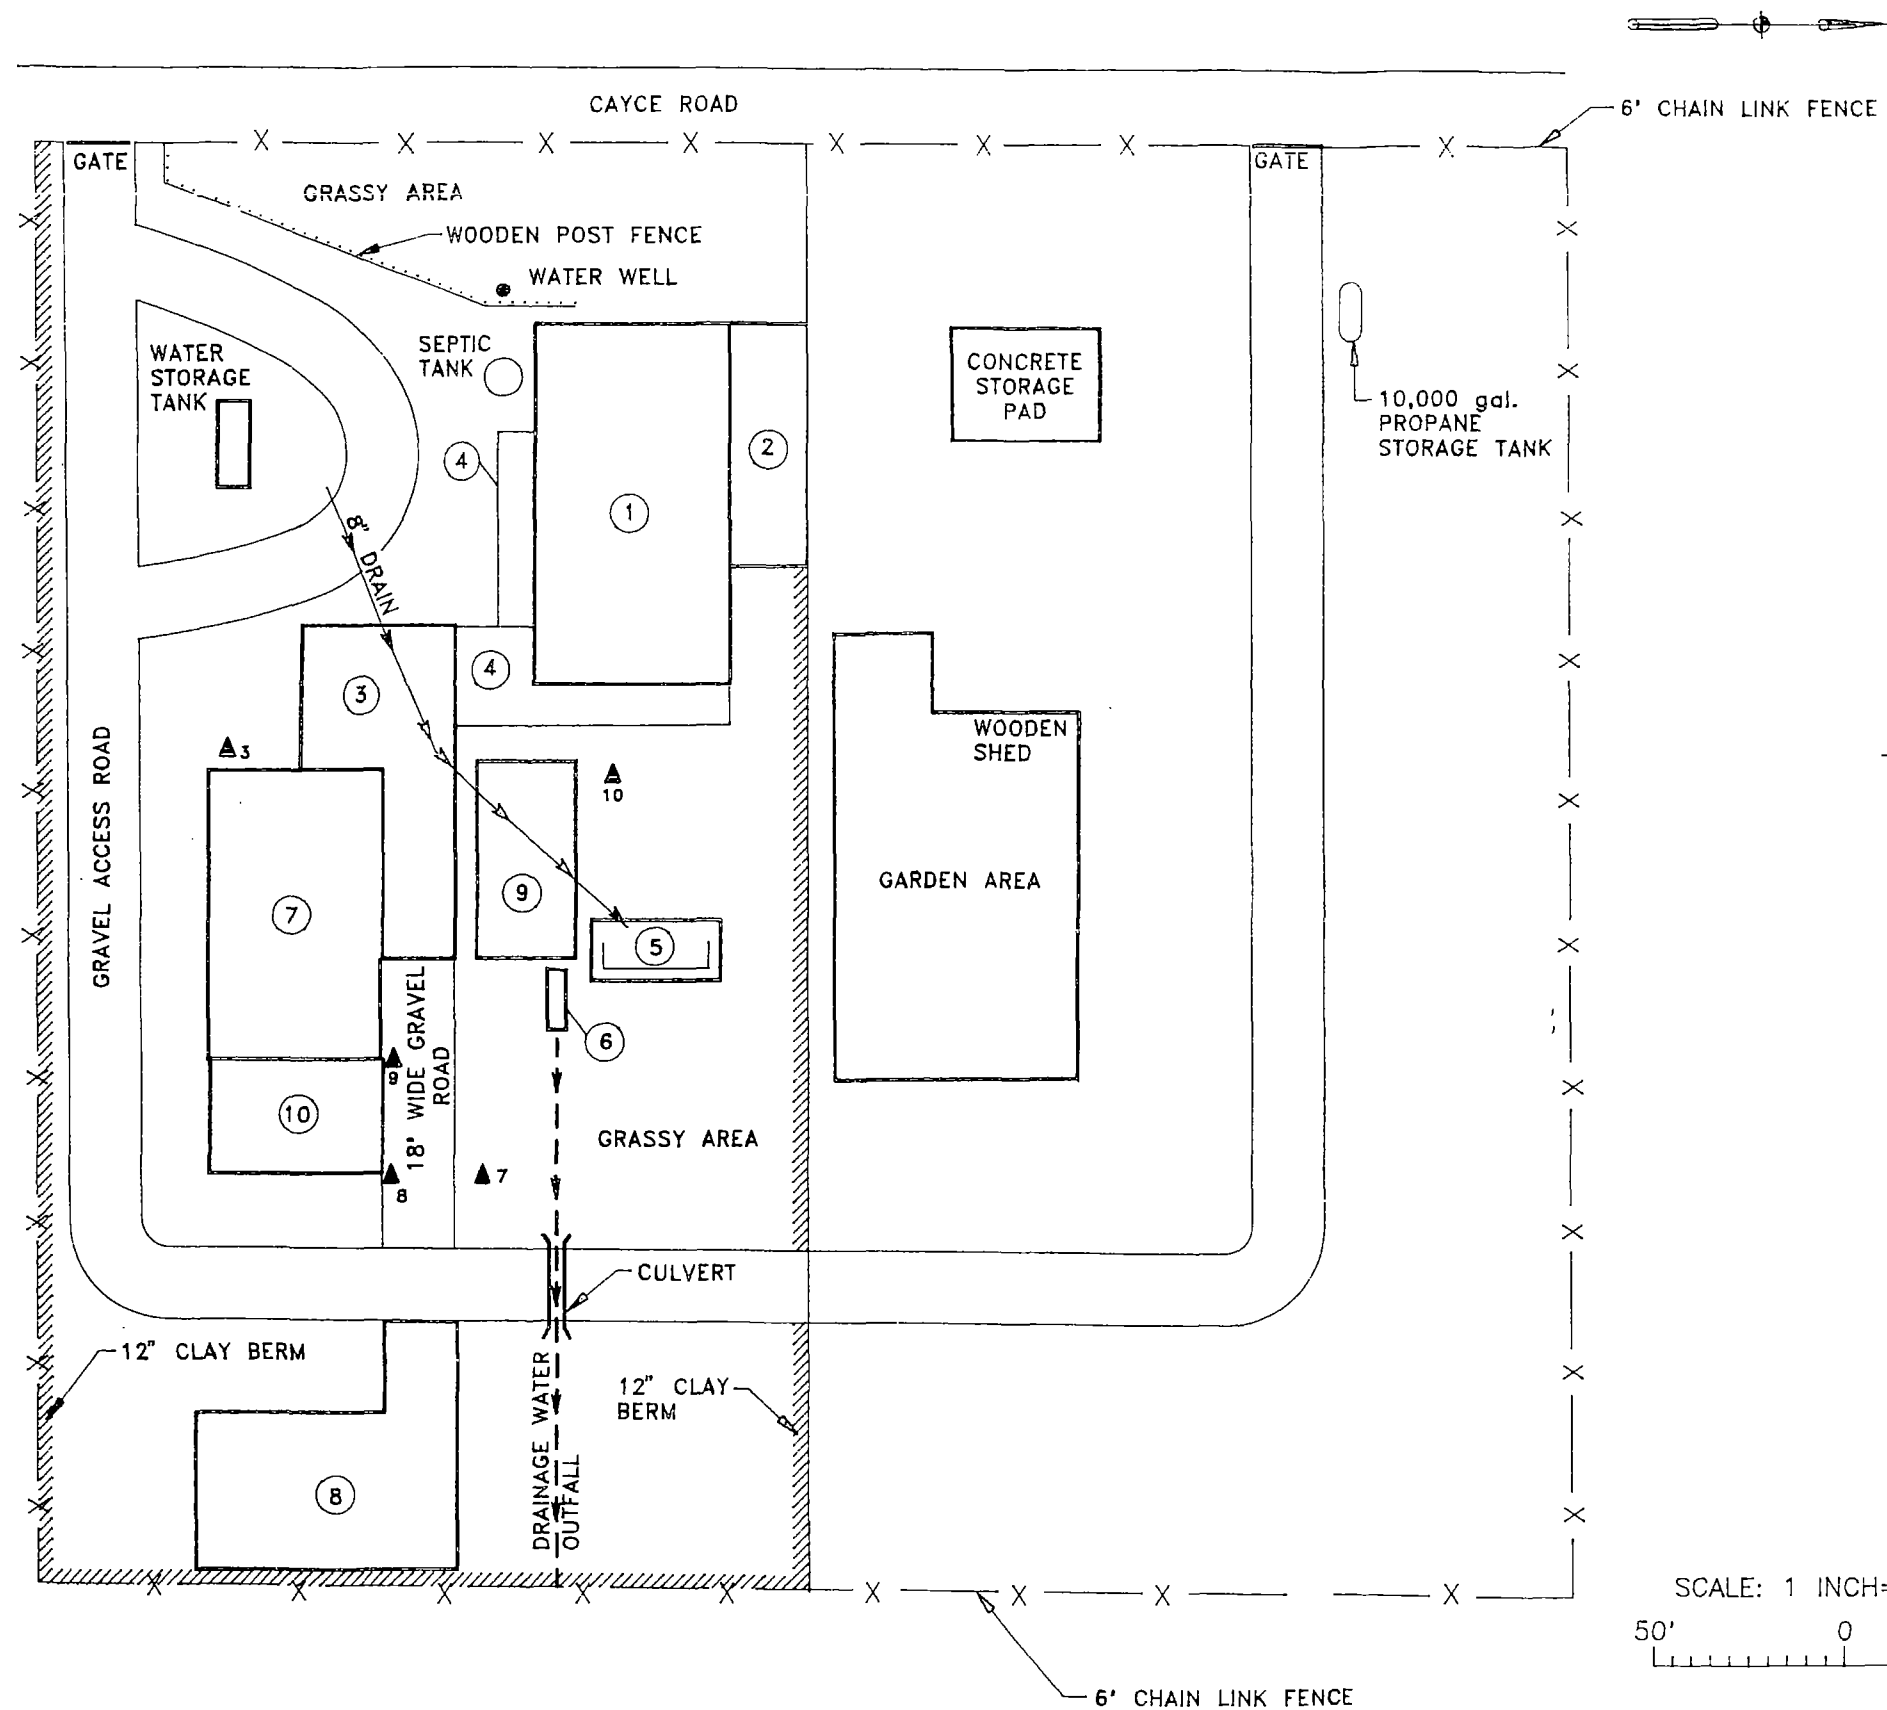 CAYCE ROAD
6' CHAIN LINK FENCE
GATE
GATE
GRASSY AREA
WOODEN POST FENCE
WATER WELL
WATER
STORAGE
TANK
SEPTIC
TANK
CONCRETE
STORAGE
PAD
10,000 gal.
PROPANE
STORAGE TANK
4
2
1
8" DRAIN
4
3
WOODEN
SHED
3
10
GRAVEL ACCESS ROAD
GARDEN AREA
9
7
5
6
18' WIDE GRAVEL
ROAD
9
10
GRASSY AREA
8
7
CULVERT
12" CLAY BERM
12" CLAY
BERM
DRAINAGE WATER
OUTFALL
8
SCALE: 1 INCH=
50'
0
6' CHAIN LINK FENCE